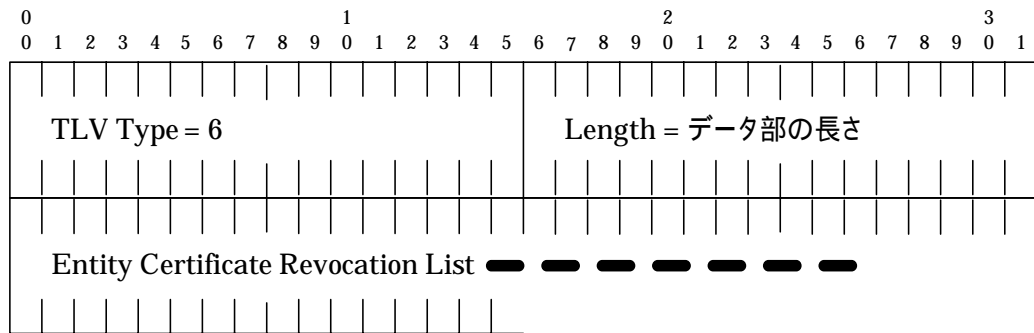 0 1 2 3
0 1 2 3 4 5 6 7 8 9 0 1 2 3 4 5 6 7 8 9 0 1 2 3 4 5 6 7 8 9 0 1
TLV Type = 6 Length = データ部の長さ
Entity Certificate Revocation List